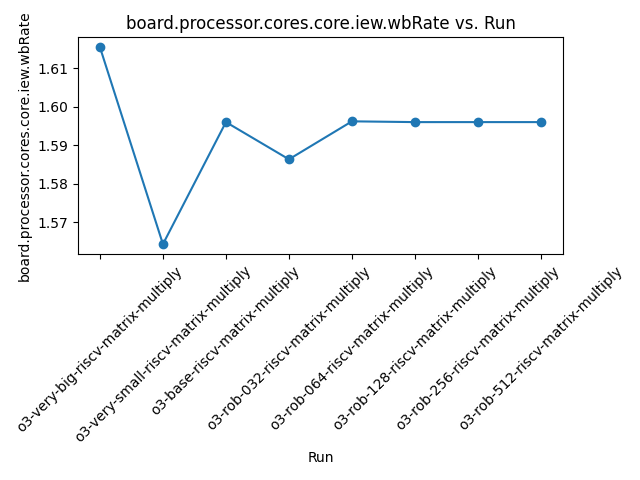 board.processor.cores.core.iew.wbRate vs. Run
board.processor.cores.core.iew.wbRate
1.61
1.60
1.59
1.58
1.57
o3-very-big-riscv-matrix-multiply
o3-very-small-riscv-matrix-multiply
o3-base-riscv-matrix-multiply
o3-rob-032-riscv-matrix-multiply
o3-rob-064-riscv-matrix-multiply
o3-rob-128-riscv-matrix-multiply
o3-rob-256-riscv-matrix-multiply
o3-rob-512-riscv-matrix-multiply
Run